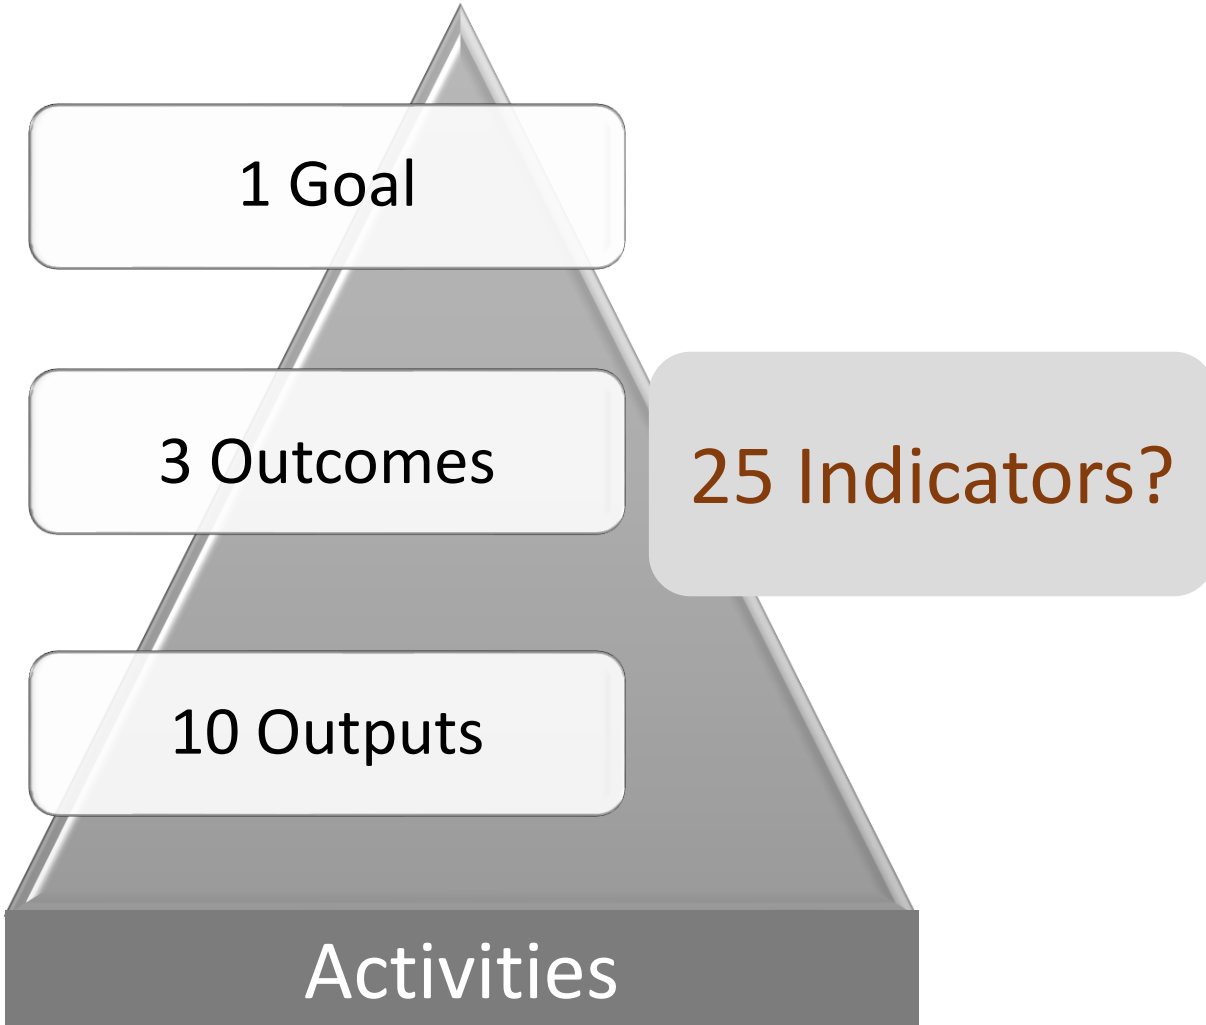 1 Goal
3 Outcomes
25 Indicators?
10 Outputs
Activities